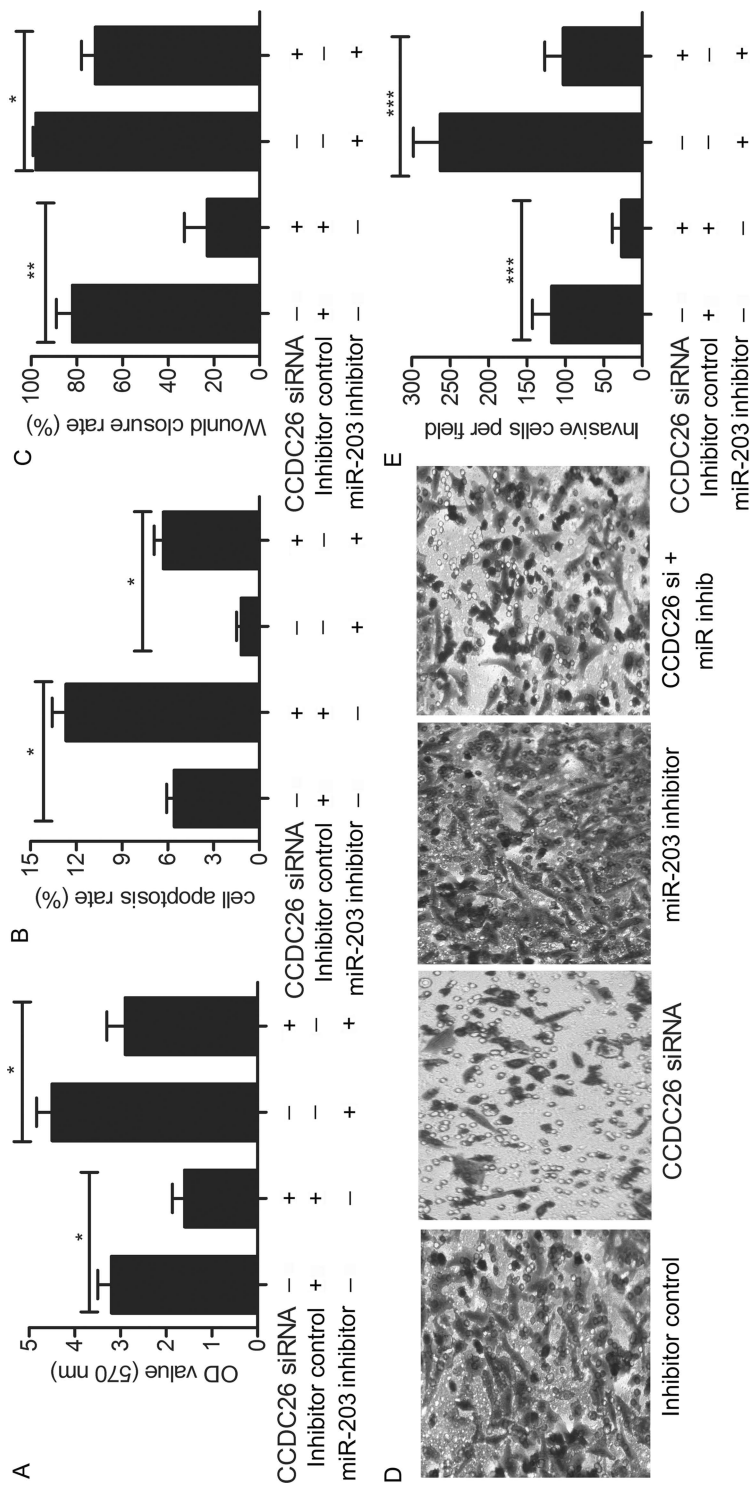 A
OD value (570 nm)
5
4
3
2
1
0
*
*
CCDC26 siRNA – + – +
Inhibitor control + + – –
miR-203 inhibitor – – + +
B
cell apoptosis rate (%)
15
12
9
6
3
0
*
*
CCDC26 siRNA – + – +
Inhibitor control + + – –
miR-203 inhibitor – – + +
C
Wounld closure rate (%)
100
80
60
40
20
0
**
*
CCDC26 siRNA – + – +
Inhibitor control + + – –
miR-203 inhibitor – – + +
D
Inhibitor control
CCDC26 siRNA
miR-203 inhibitor
CCDC26 si +
miR inhib
E
Invasive cells per field
300
250
200
150
100
50
0
***
***
CCDC26 siRNA – + – +
Inhibitor control + + – –
miR-203 inhibitor – – + +